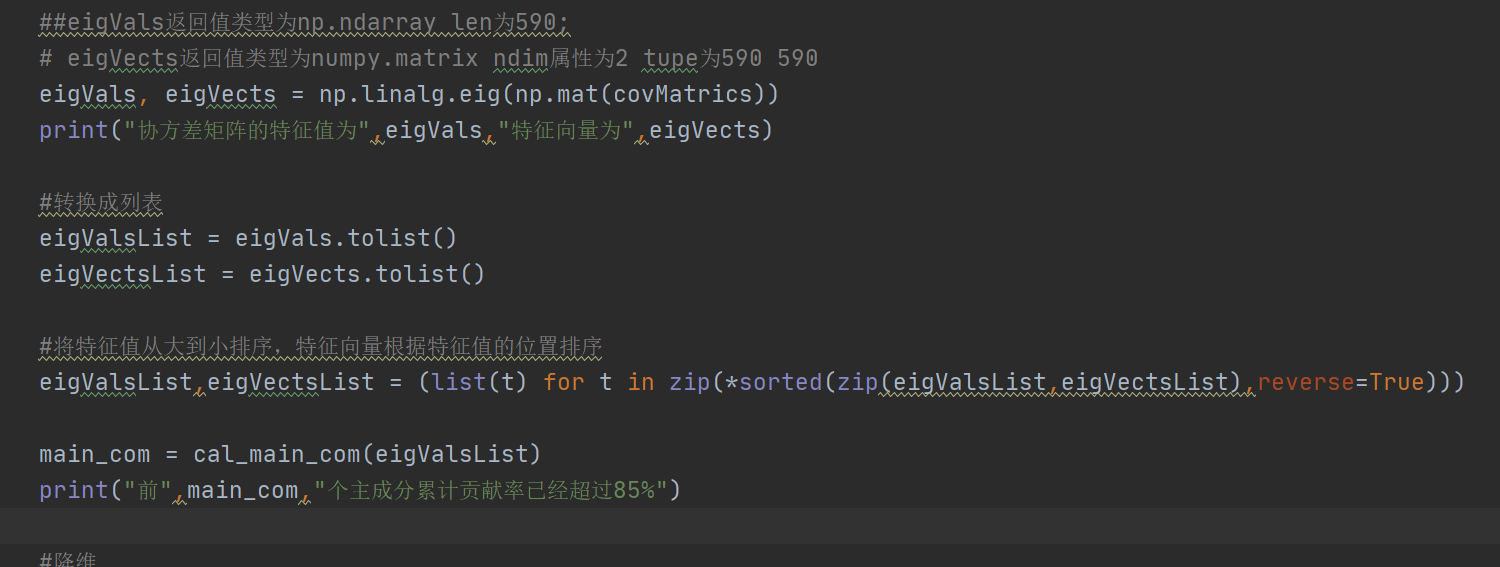 ##eigVals返回值类型为np.ndarray len为590;
# eigVects返回值类型为numpy.matrix ndim属性为2 tupe为590 590
eigVals, eigVects = np.linalg.eig(np.mat(covMatrics))
print("协方差矩阵的特征值为",eigVals,"特征向量为",eigVects)
#转换成列表
eigValsList = eigVals.tolist()
eigVectsList = eigVects.tolist()
#将特征值从大到小排序，特征向量根据特征值的位置排序
eigValsList,eigVectsList = (list(t) for t in zip(*sorted(zip(eigValsList,eigVectsList),reverse=True)))
main_com = cal_main_com(eigValsList)
print("前",main_com,"个主成分累计贡献率已经超过85%")
#降维